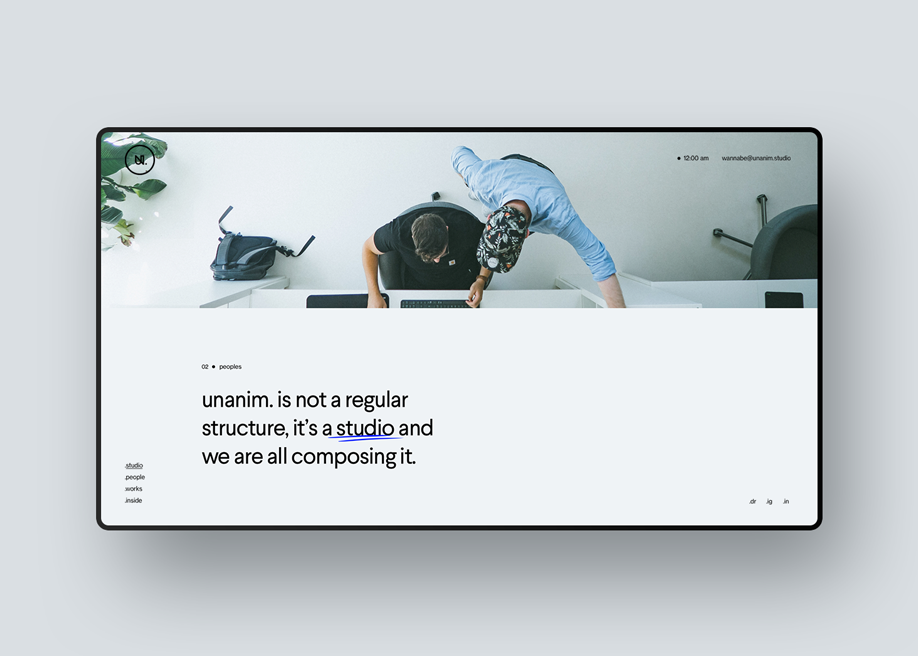 12:00 am wannabe@unanim.studio
02 • peoples
unanim. is not a regular
structure, it's a studio and
we are all composing it.
.studio
.people
.works
.inside
.dr .ig .in